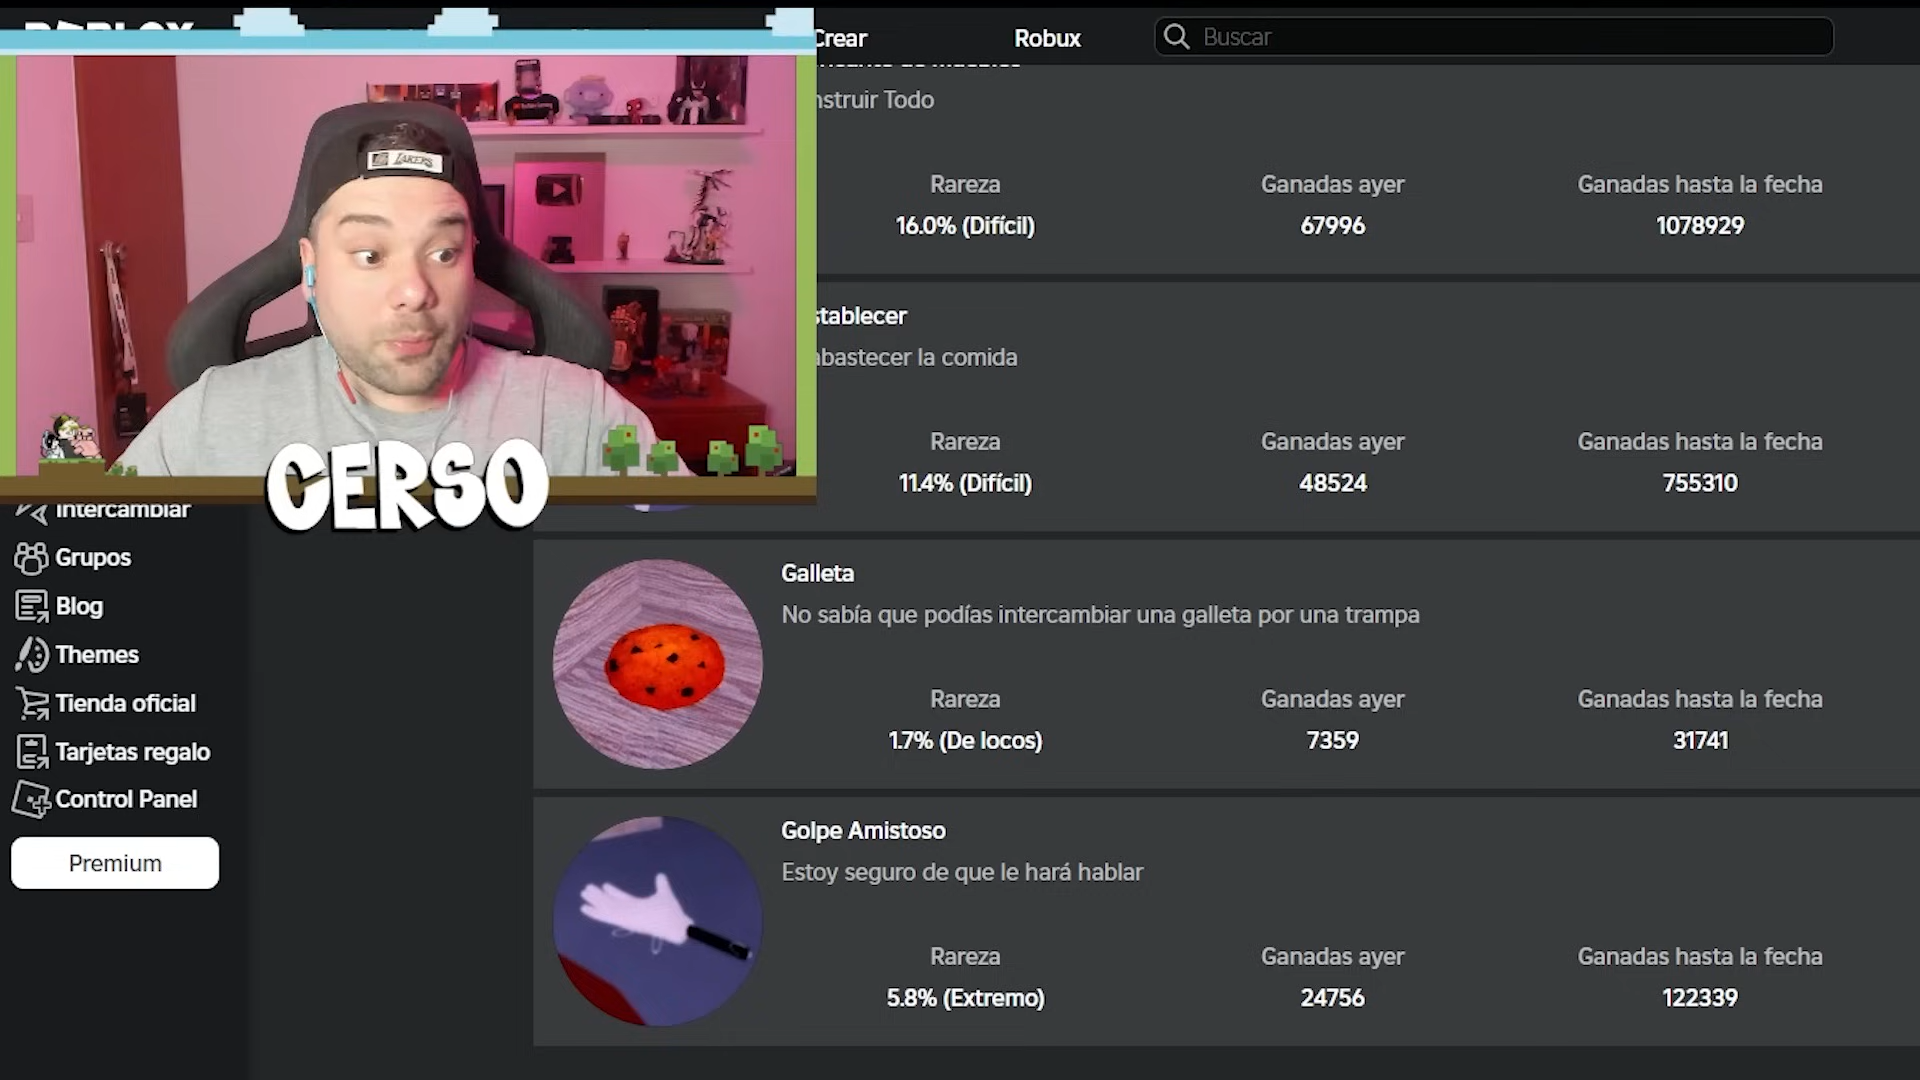 Crear
Robux
Buscar
nstruir Todo
Rareza
Ganadas ayer
Ganadas hasta la fecha
16.0% (Difícil)
67996
1078929
LAKERS
stablecer
abastecer la comida
Rareza
Ganadas ayer
Ganadas hasta la fecha
11.4% (Difícil)
48524
755310
CERSO
Intercambiar
Grupos
Blog
Themes
Tienda oficial
Tarjetas regalo
Control Panel
Premium
Galleta
No sabía que podías intercambiar una galleta por una trampa
Rareza
Ganadas ayer
Ganadas hasta la fecha
1.7% (De locos)
7359
31741
Golpe Amistoso
Estoy seguro de que le hará hablar
Rareza
Ganadas ayer
Ganadas hasta la fecha
5.8% (Extremo)
24756
122339